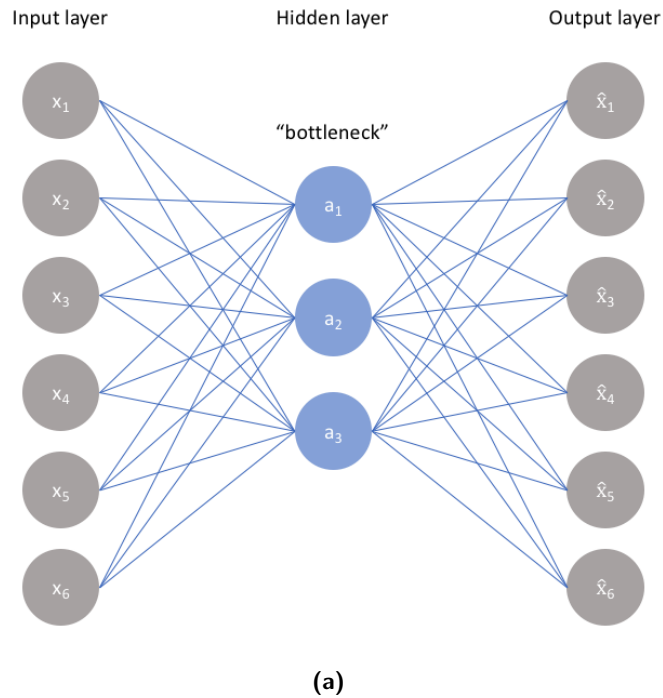 Input layer
Hidden layer
Output layer
“bottleneck”
x₁
x₂
x₃
x₄
x₅
x₆
a₁
a₂
a₃
x̂₁
x̂₂
x̂₃
x̂₄
x̂₅
x̂₆
(a)